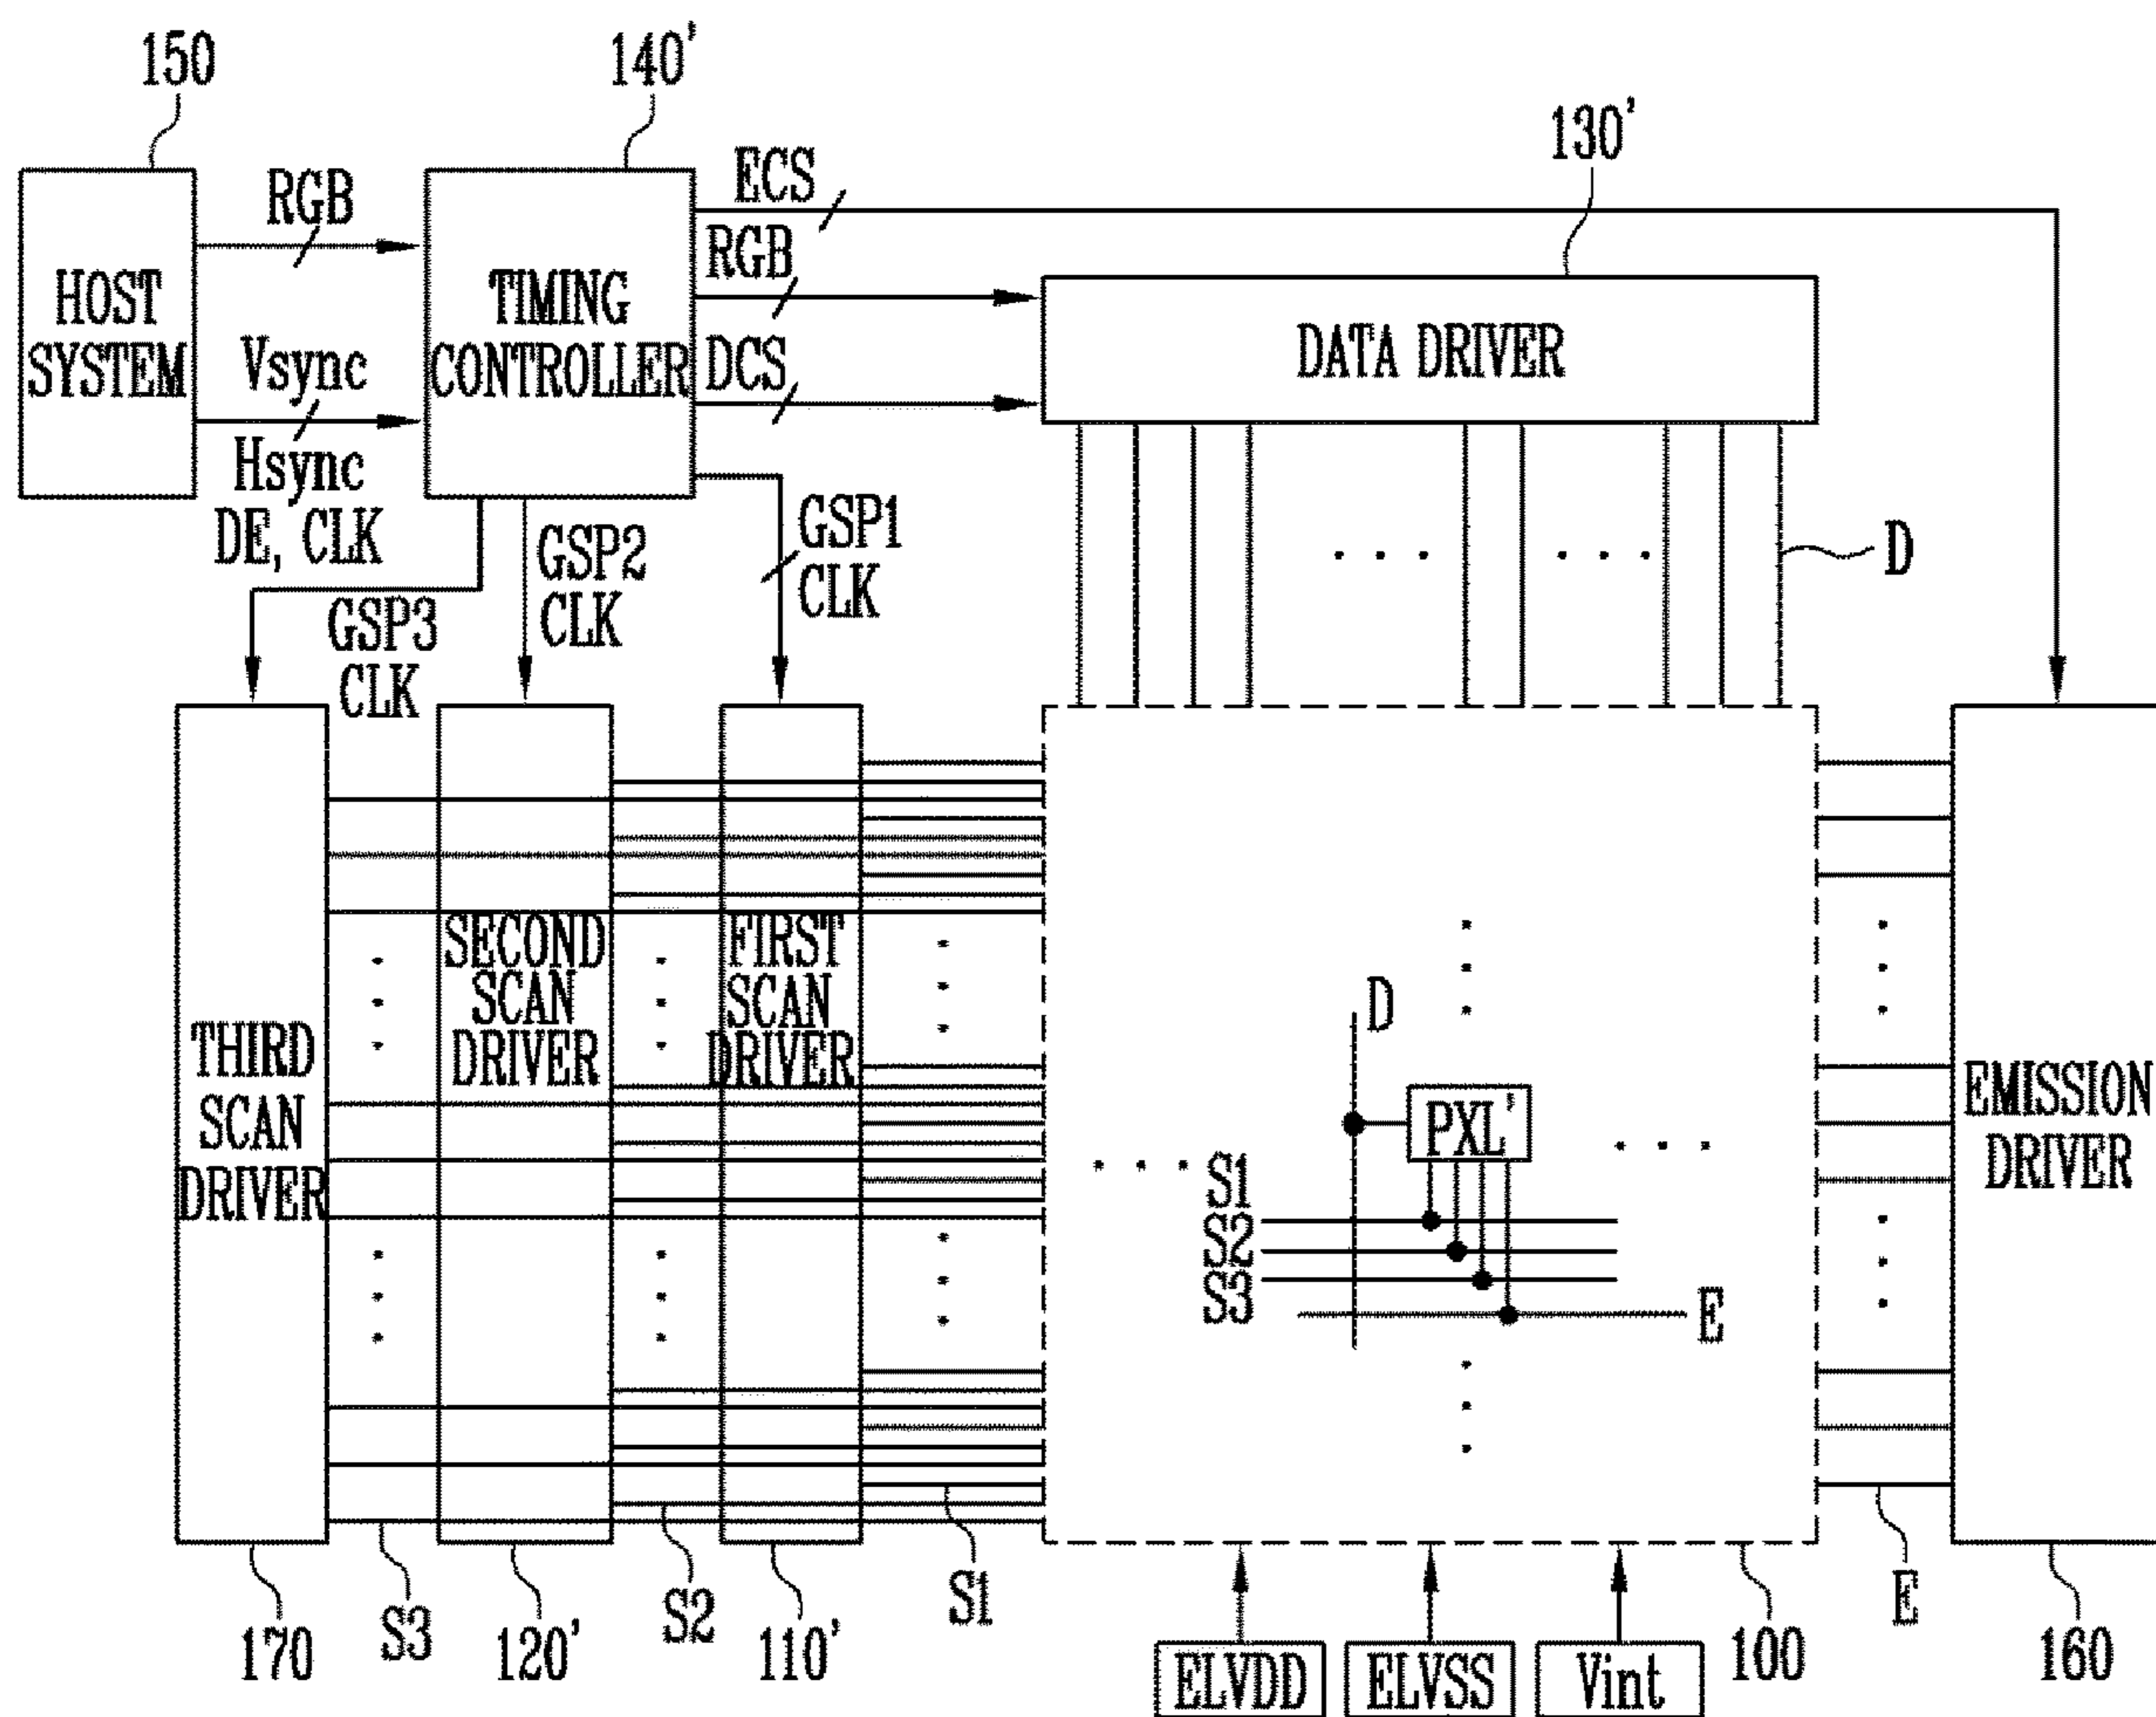 150
140'
130'
HOST
SYSTEM
RGB
Vsync
Hsync
DE, CLK
TIMING
CONTROLLER
ECS
RGB
DCS
DATA DRIVER
D
GSP1
CLK
GSP2
CLK
GSP3
CLK
THIRD
SCAN
DRIVER
SECOND
SCAN
DRIVER
FIRST
SCAN
DRIVER
D
PXL'
S1
S2
S3
E
EMISSION
DRIVER
170
S3
120'
S2
110'
S1
ELVDD
ELVSS
Vint
100
E
160